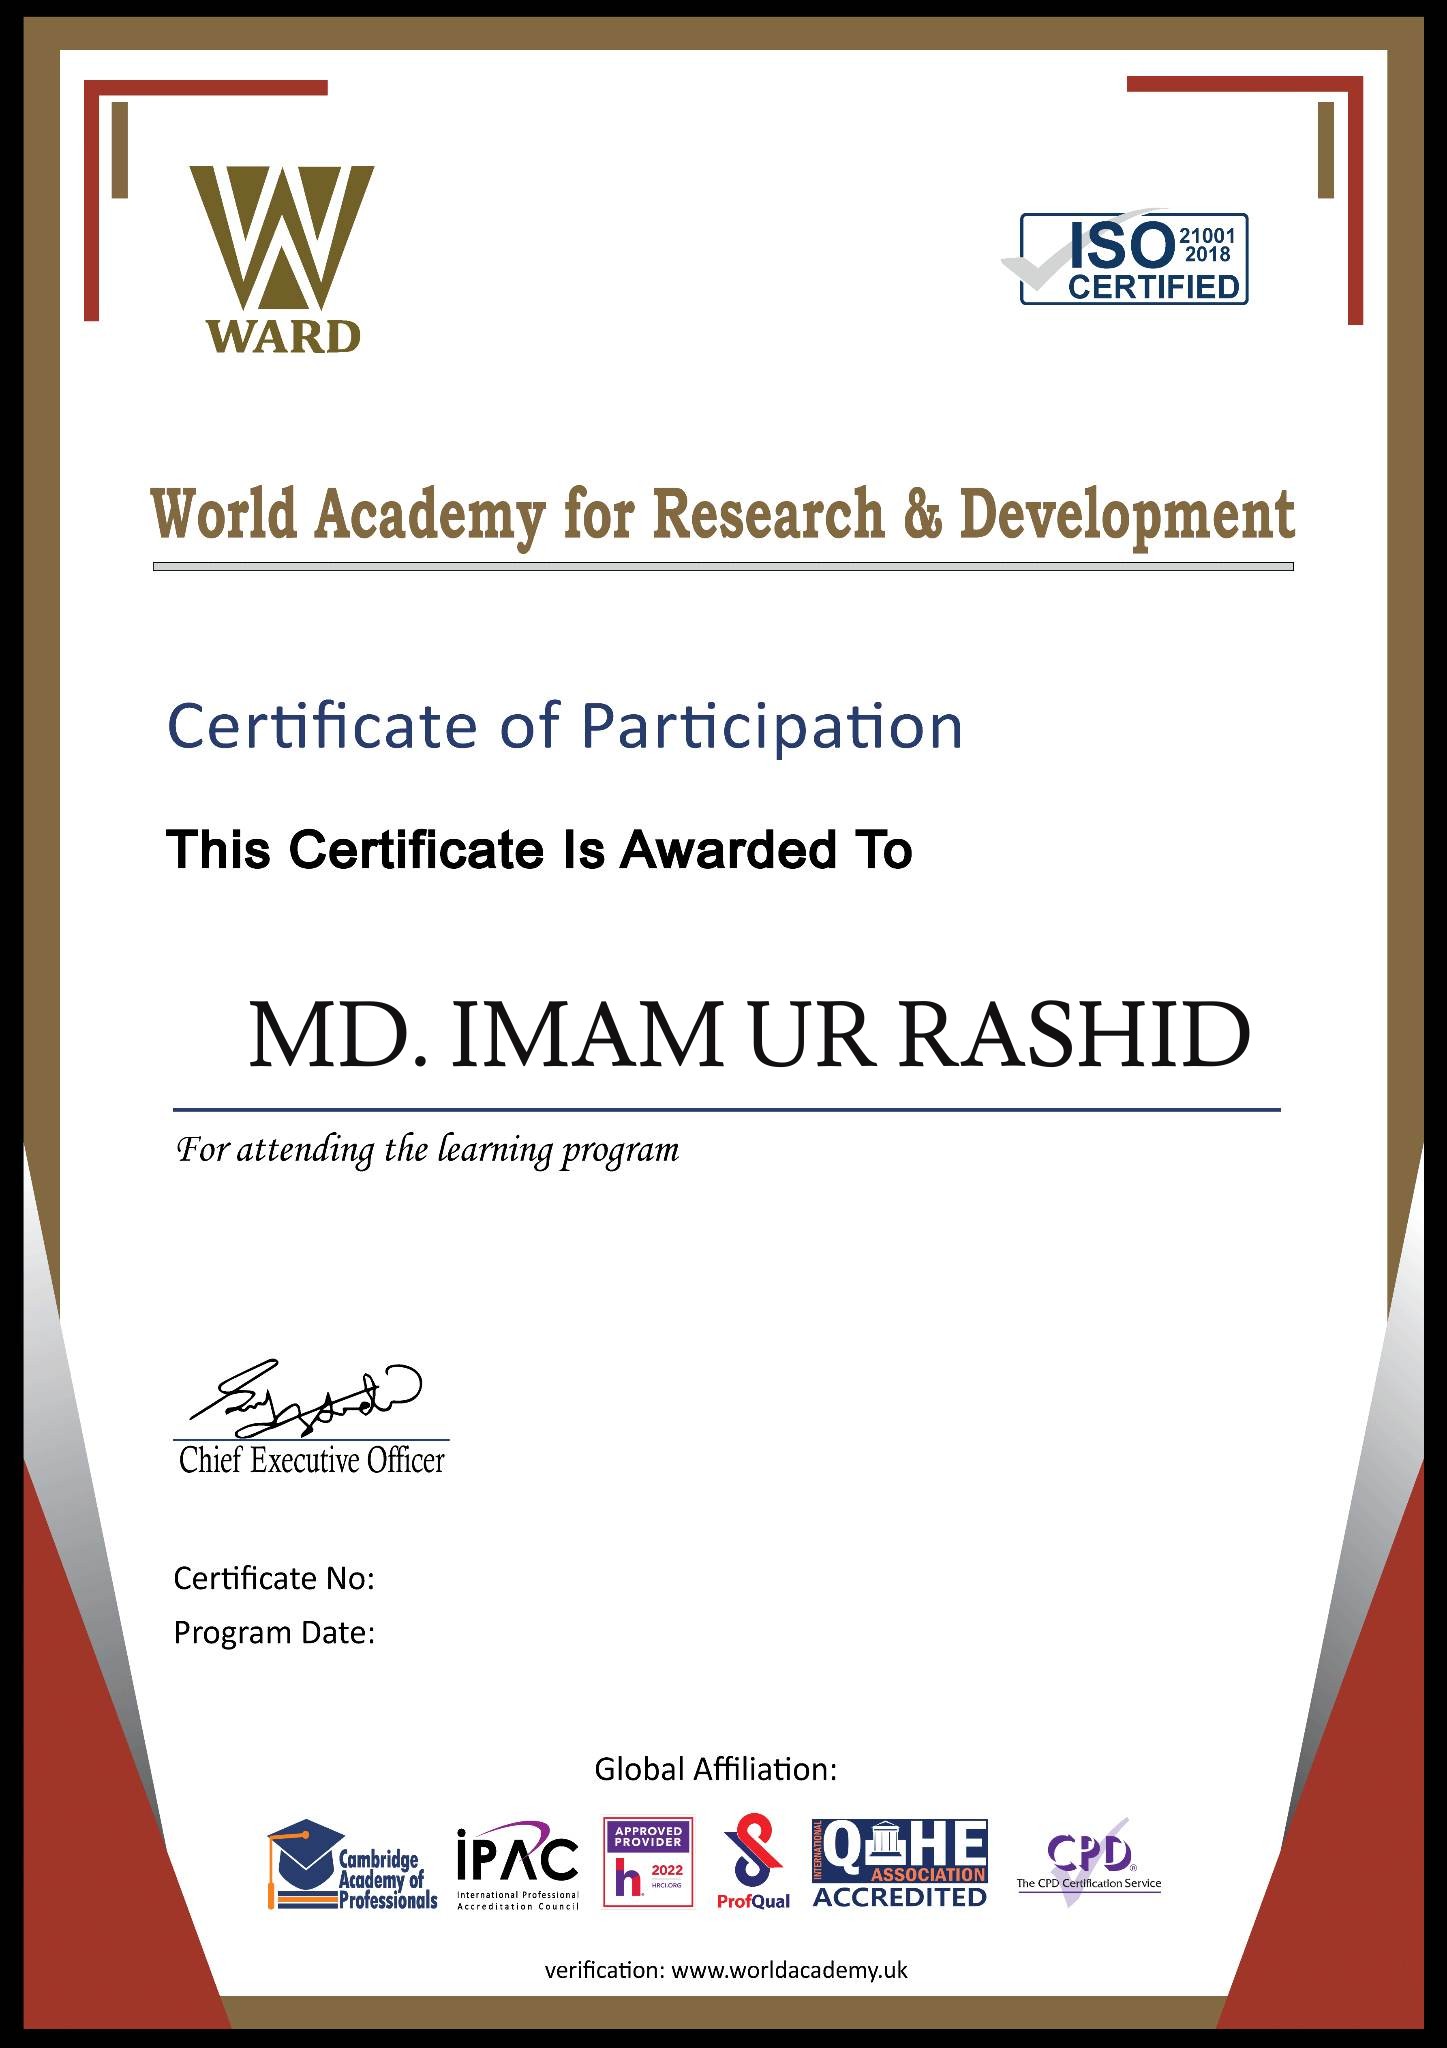 WARD
ISO 21001 2018
CERTIFIED
World Academy for Research & Development
Certificate of Participation
This Certificate Is Awarded To
MD. IMAM UR RASHID
For attending the learning program
Chief Executive Officer
Certificate No:
Program Date:
Global Affiliation:
Cambridge
Academy of
Professionals
iPAC
International Professional
Accreditation Council
APPROVED
PROVIDER
h 2022
HRCI.ORG
ProfQual
INTERNATIONAL
QAHE
ASSOCIATION
ACCREDITED
CPD®
The CPD Certification Service
verification: www.worldacademy.uk